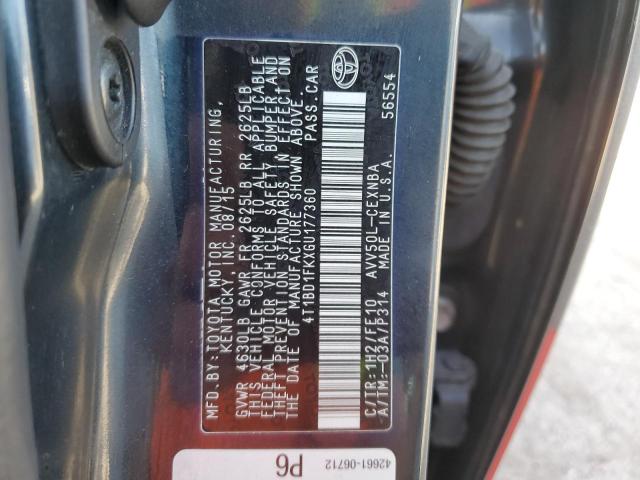 MFD.BY:TOYOTA MOTOR MANUFACTURING,
KENTUCKY, INC. 08/15
GVWR 4630LB GAWR FR 2625LB RR 2625LB
THIS VEHICLE CONFORMS TO ALL APPLICABLE
FEDERAL MOTOR VEHICLE SAFETY BUMPER, AND
THEFT PREVENTION STANDARDS IN EFFECT ON
THE DATE OF MANUFACTURE SHOWN ABOVE.
4T1BD1FKXGU177360 PASS.CAR
C/TR:1H2/FE10 AVV50L-CEXNBA
A/TM:-03A/P314 MADE IN U.S.A.
56554
P6
42661-06712